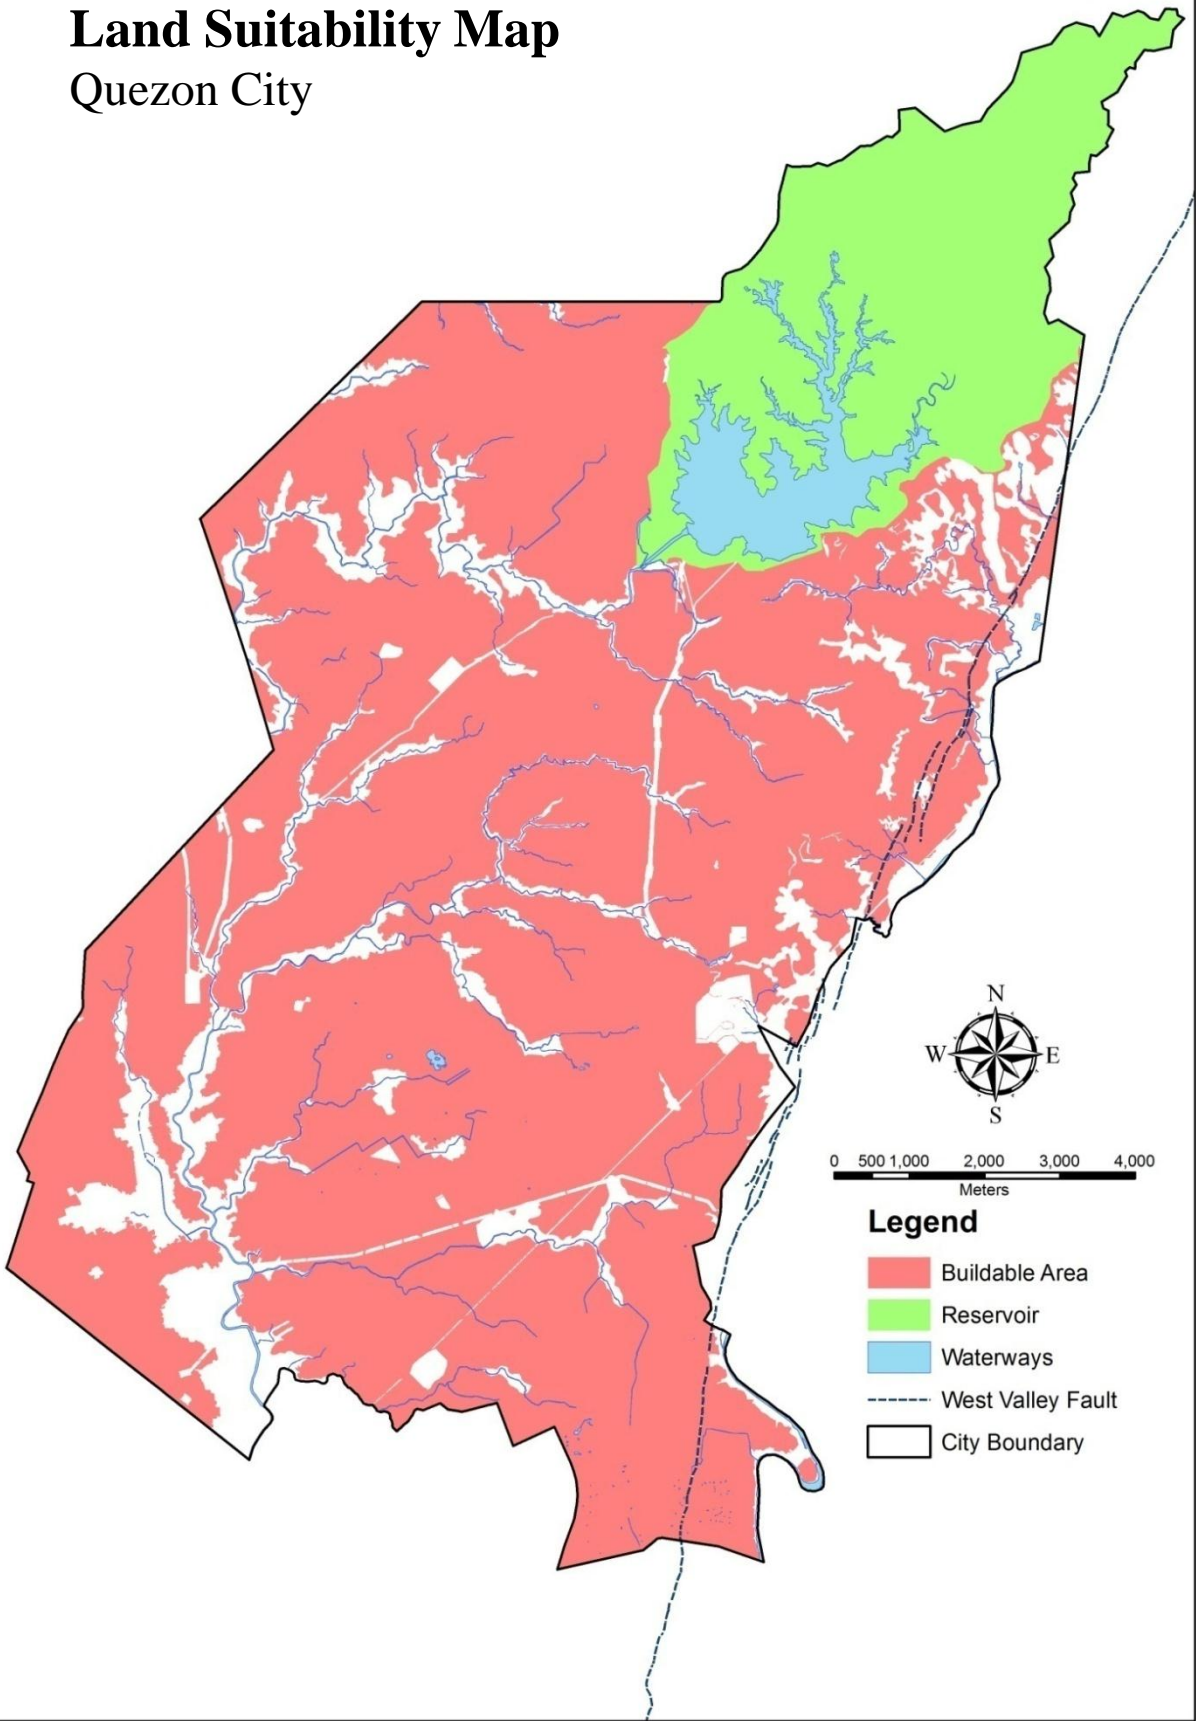 Land Suitability Map
Quezon City
N
W E
S
0 500 1,000 2,000 3,000 4,000
Meters
Legend
Buildable Area
Reservoir
Waterways
West Valley Fault
City Boundary